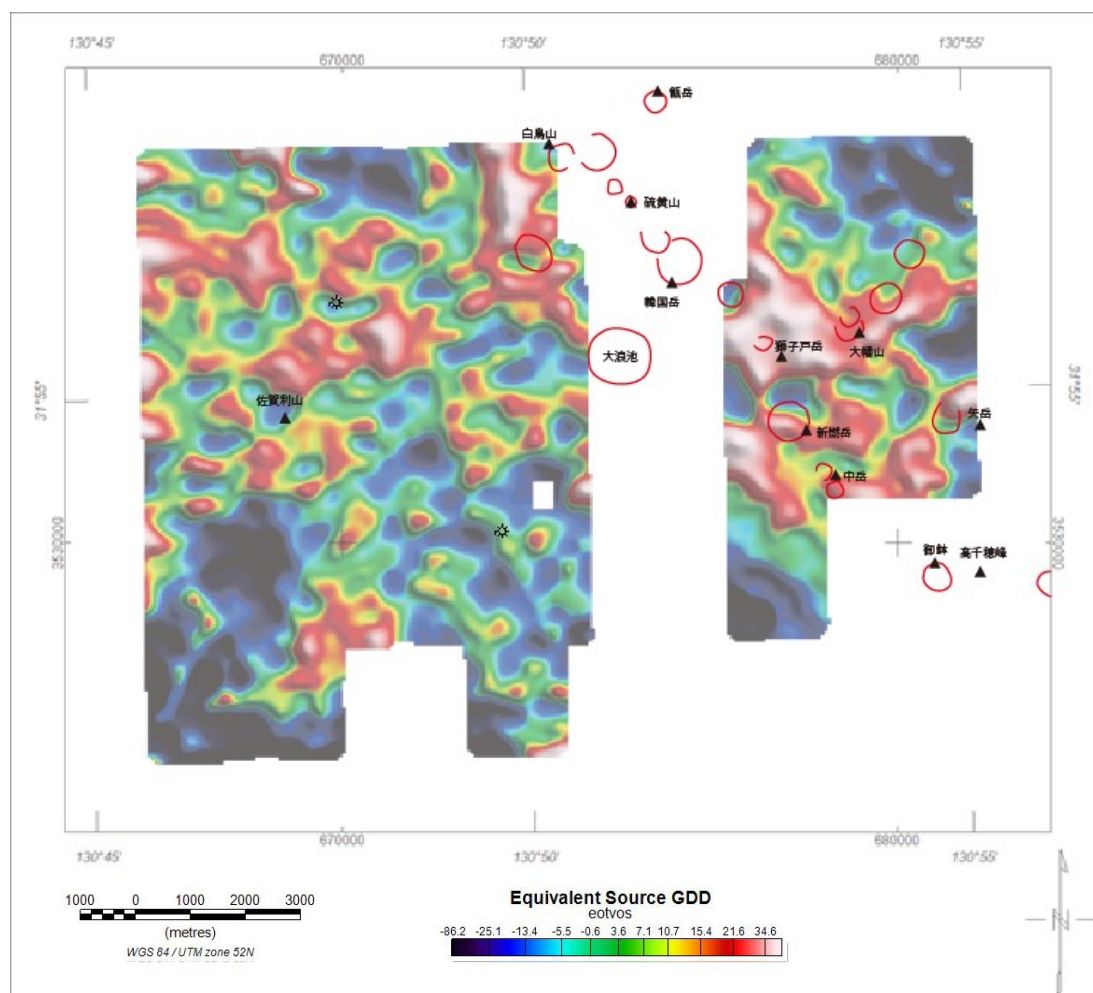 130°45'
130°50'
130°55'
670000
680000
甑岳
白鳥山
硫黄山
韓国岳
大浪池
獅子戸岳
大幡山
31°55'
31°55'
佐賀利山
矢岳
新燃岳
中岳
3530000
3530000
御鉢
高千穂峰
670000
680000
130°45'
130°50'
130°55'
1000 0 1000 2000 3000
(metres)
WGS 84 / UTM zone 52N
Equivalent Source GDD
eotvos
-86.2 -25.1 -13.4 -5.5 -0.6 3.6 7.1 10.7 15.4 21.6 34.6
N